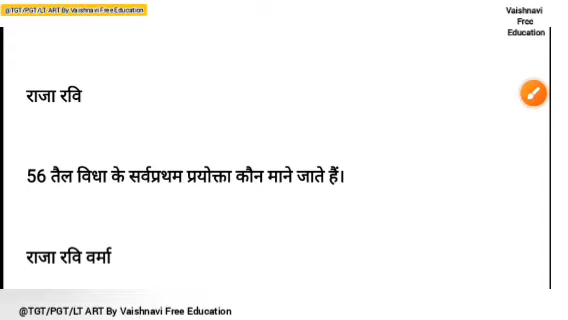 @TGT/PGT/LT ART By Vaishnavi Free Education
Vaishnavi
Free
Education
राजा रवि
56 तैल विधा के सर्वप्रथम प्रयोक्ता कौन माने जाते हैं।
राजा रवि वर्मा
@TGT/PGT/LT ART By Vaishnavi Free Education